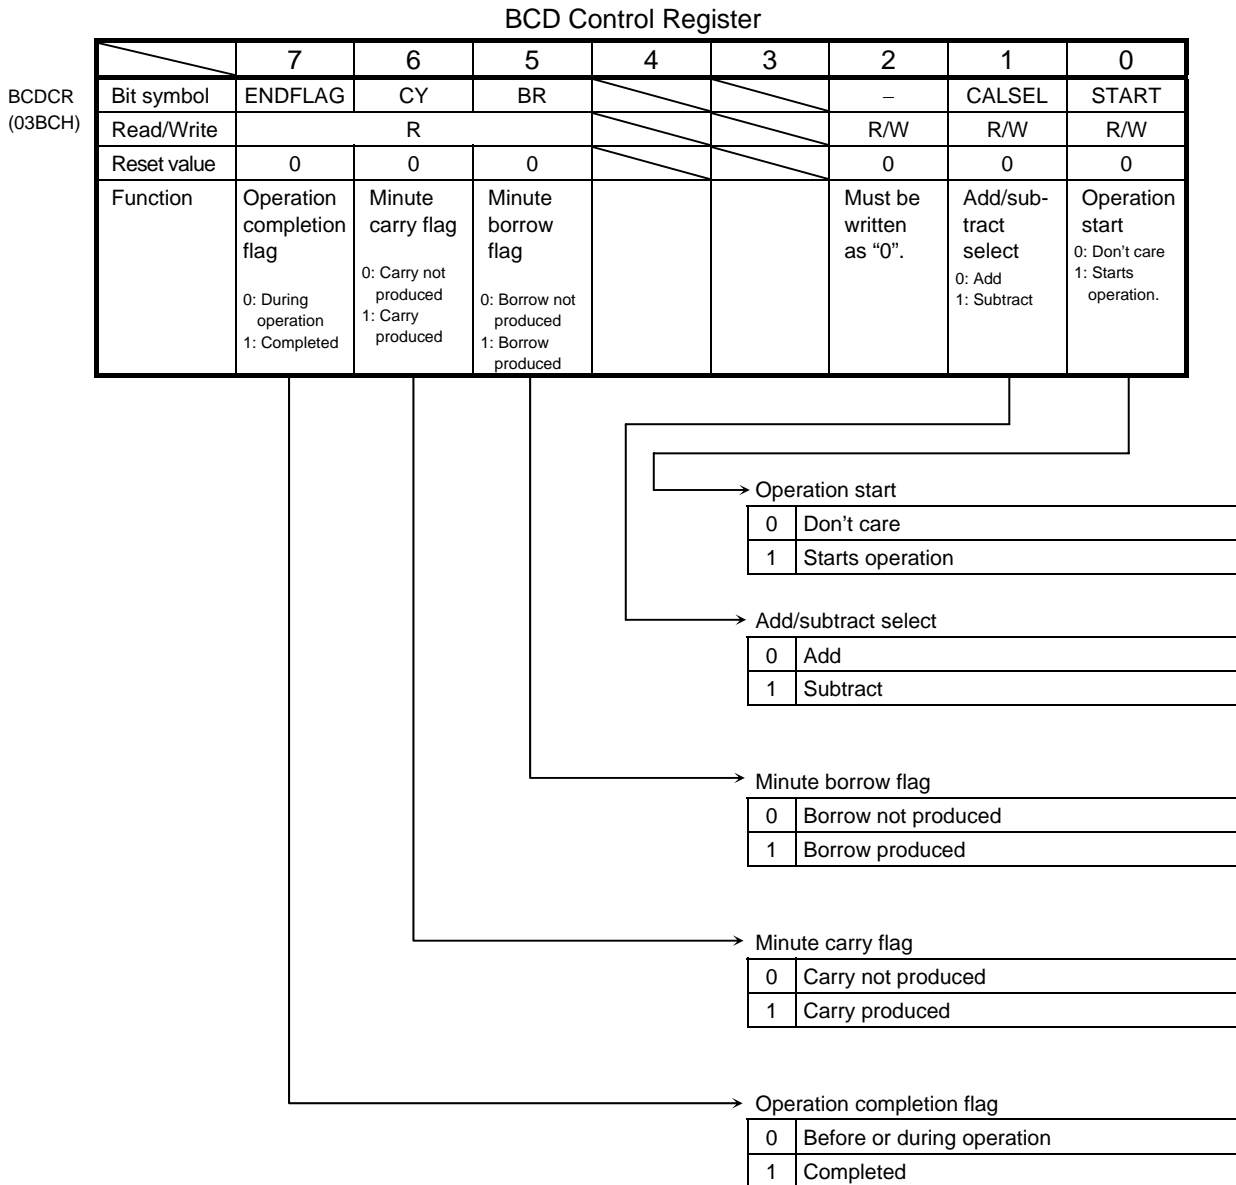 BCD Control Register
7 6 5 4 3 2 1 0
BCDCR
(03BCH)
Bit symbol ENDFLAG CY BR – CALSEL START
Read/Write R R/W R/W R/W
Reset value 0 0 0 0 0 0
Function
Operation
completion
flag
0: During
operation
1: Completed
Minute
carry flag
0: Carry not
produced
1: Carry
produced
Minute
borrow
flag
0: Borrow not
produced
1: Borrow
produced
Must be
written
as “0”.
Add/sub-
tract
select
0: Add
1: Subtract
Operation
start
0: Don’t care
1: Starts
operation.
Operation start
0 Don’t care
1 Starts operation
Add/subtract select
0 Add
1 Subtract
Minute borrow flag
0 Borrow not produced
1 Borrow produced
Minute carry flag
0 Carry not produced
1 Carry produced
Operation completion flag
0 Before or during operation
1 Completed